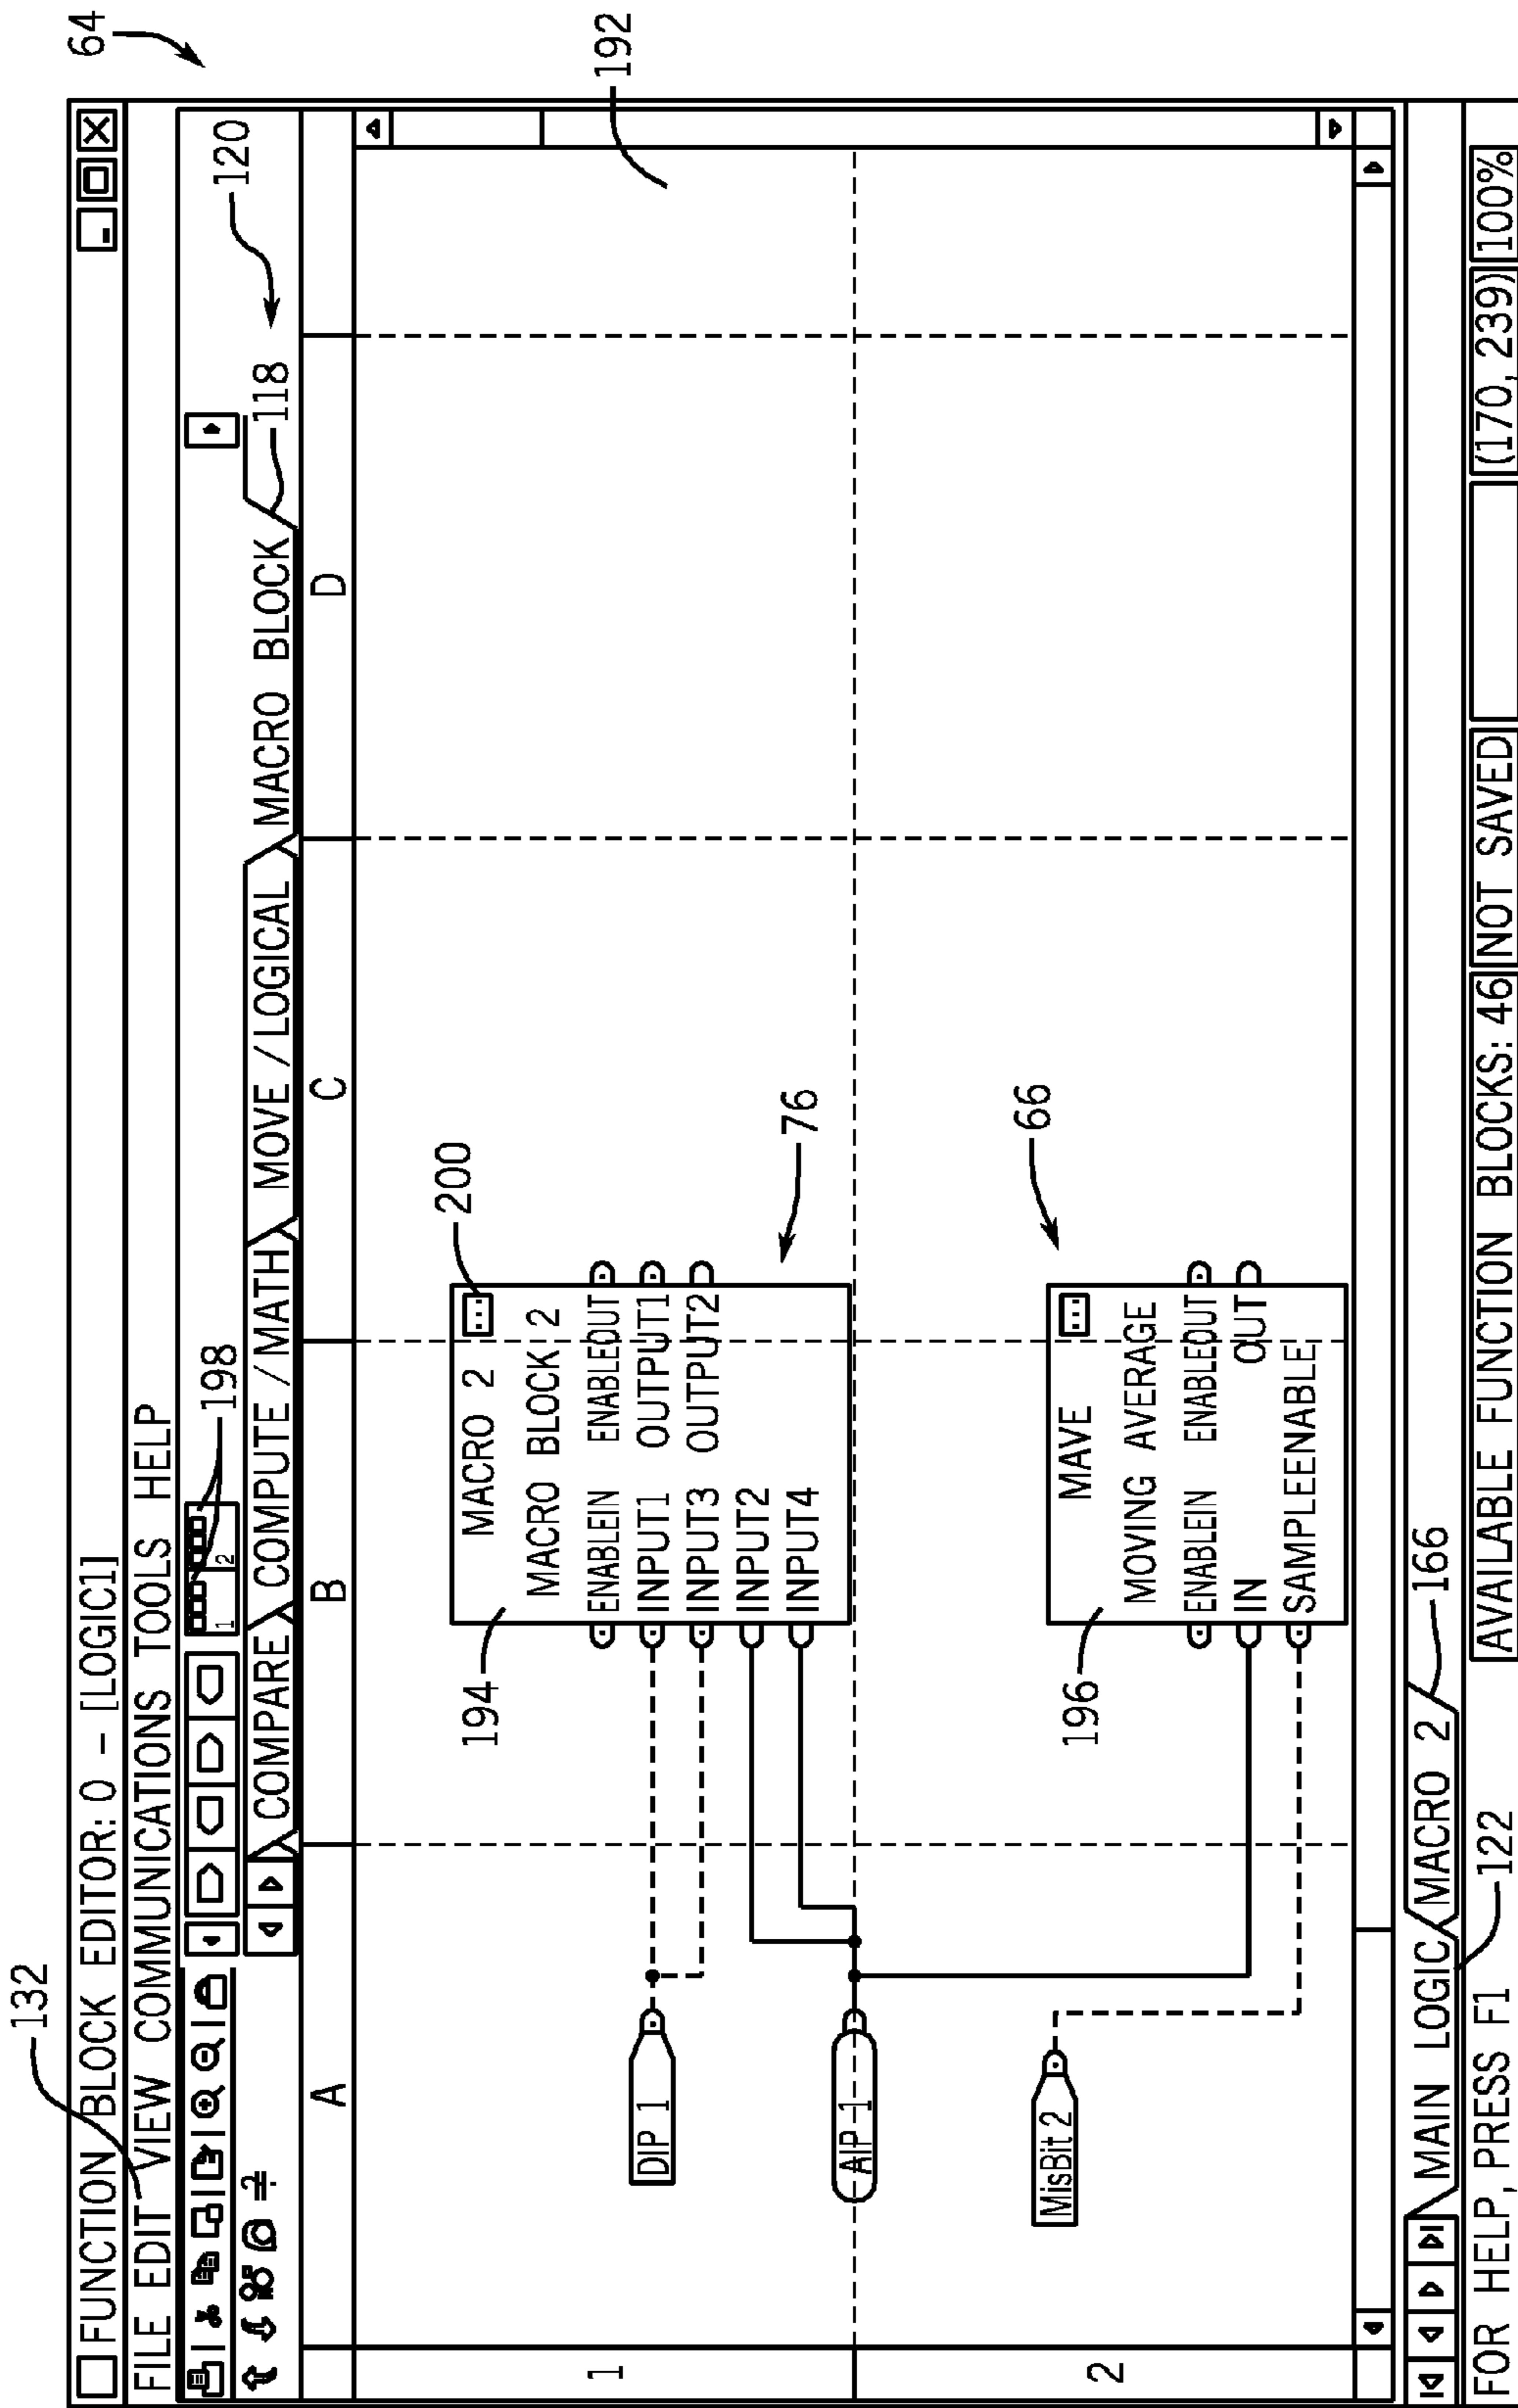 64
132
FUNCTION BLOCK EDITOR: 0 – [LOGIC1]
FILE EDIT VIEW COMMUNICATIONS TOOLS HELP
1 2
198
120
118
COMPARE COMPUTE/MATH MOVE/LOGICAL MACRO BLOCK
A B C D
192
1
194
MACRO 2
200
MACRO BLOCK 2
ENABLEIN ENABLEOUT
DIP 1
INPUT1 OUTPUT1
INPUT3 OUTPUT2
INPUT2
INPUT4
76
AIP 1
2
MisBit 2
196
MAVE
66
MOVING AVERAGE
ENABLEIN ENABLEOUT
IN OUT
SAMPLEENABLE
MAIN LOGIC MACRO 2
166
122
FOR HELP, PRESS F1 AVAILABLE FUNCTION BLOCKS: 46 NOT SAVED (170, 239) 100%